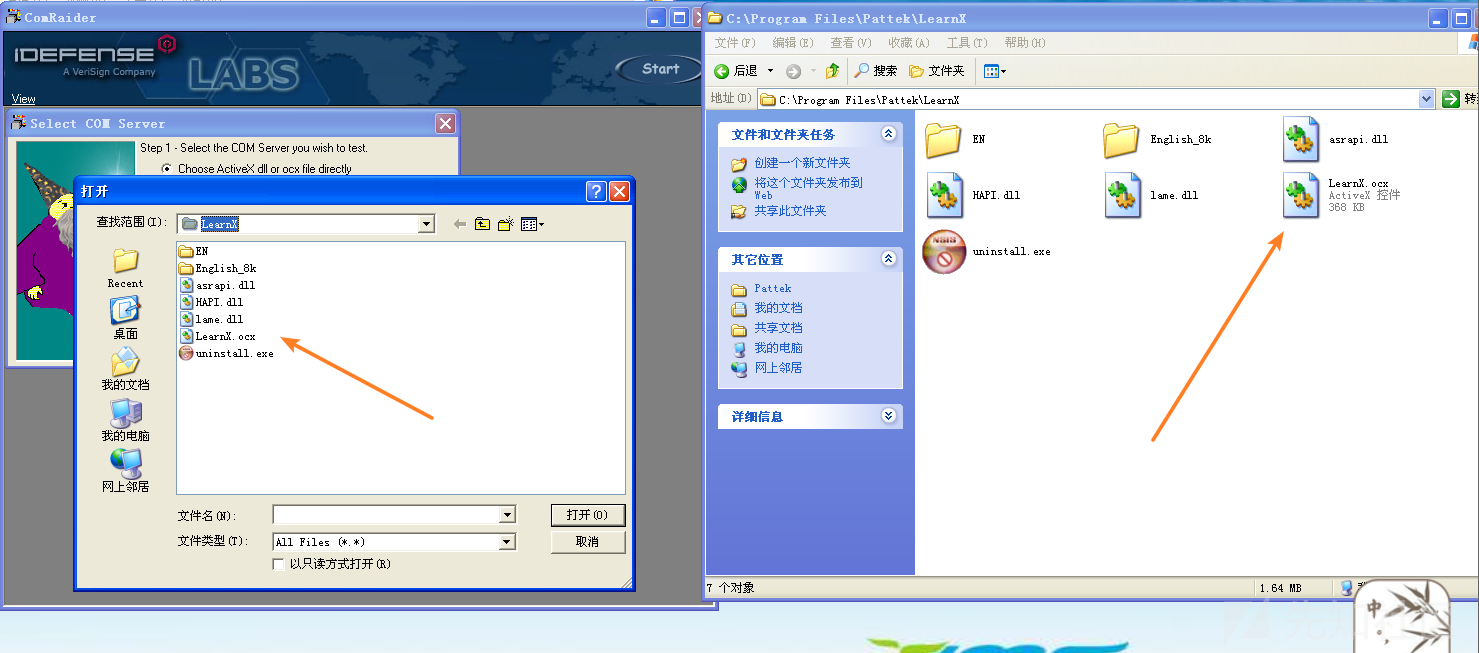 ComRaider
iDEFENSE
A VeriSign Company
LABS
Start
View
Select COM Server
Step 1 - Select the COM Server you wish to test.
Choose ActiveX dll or ocx file directly
打开
查找范围(I):
LearnX
Recent
桌面
我的文档
我的电脑
网上邻居
EN
English_8k
asrapi.dll
HAPI.dll
lame.dll
LearnX.ocx
uninstall.exe
文件名(N):
打开(O)
文件类型(T):
All Files (*.*)
取消
以只读方式打开(R)
C:\Program Files\Pattek\LearnX
文件(F) 编辑(E) 查看(V) 收藏(A) 工具(T) 帮助(H)
后退 搜索 文件夹
地址(D) C:\Program Files\Pattek\LearnX
文件和文件夹任务
创建一个新文件夹
将这个文件夹发布到
Web
共享此文件夹
其它位置
Pattek
我的文档
共享文档
我的电脑
网上邻居
详细信息
EN
English_8k
asrapi.dll
HAPI.dll
lame.dll
LearnX.ocx
ActiveX 控件
368 KB
uninstall.exe
7 个对象
1.64 MB
中